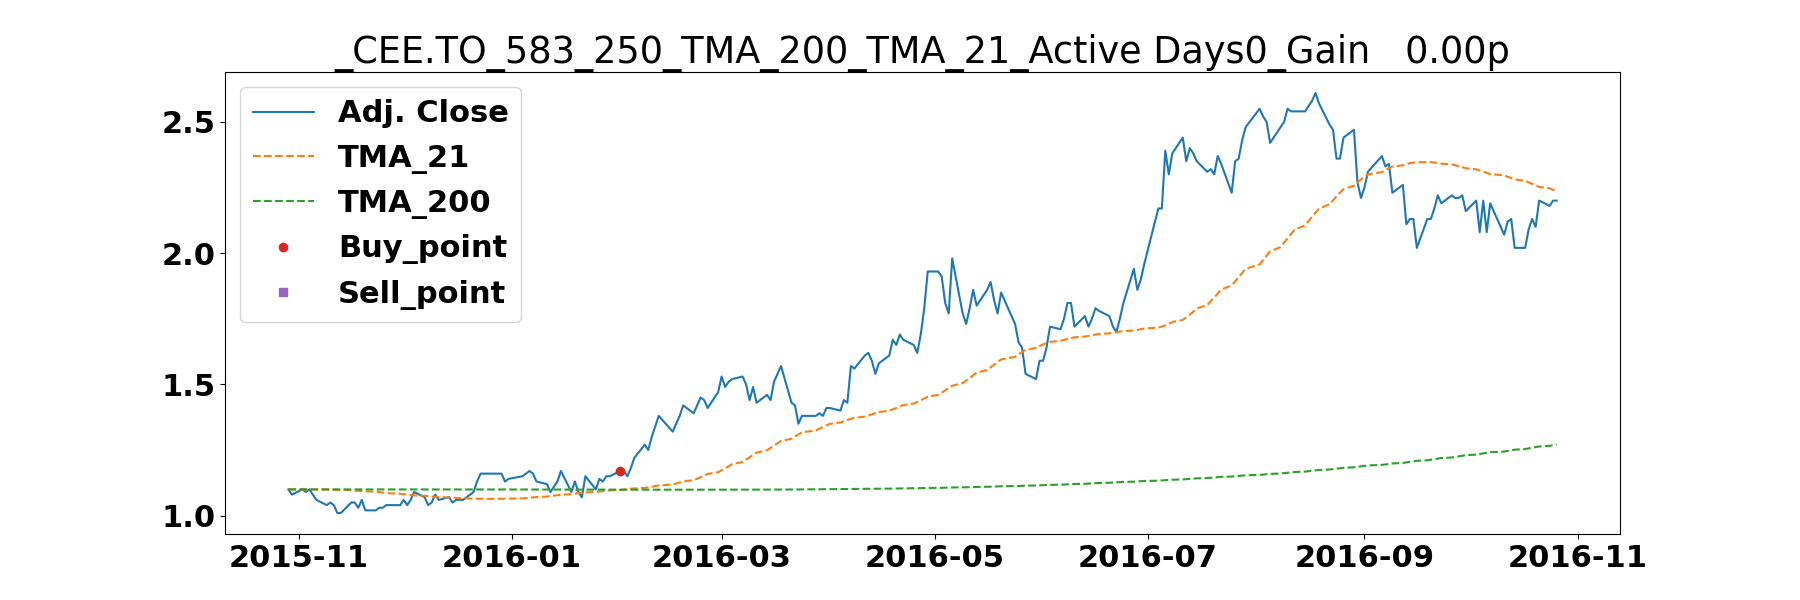 _CEE.TO_583_250_TMA_200_TMA_21_Active Days0_Gain   0.00p
Adj. Close
TMA_21
TMA_200
Buy_point
Sell_point
2.5
2.0
1.5
1.0
2015-11 2016-01 2016-03 2016-05 2016-07 2016-09 2016-11